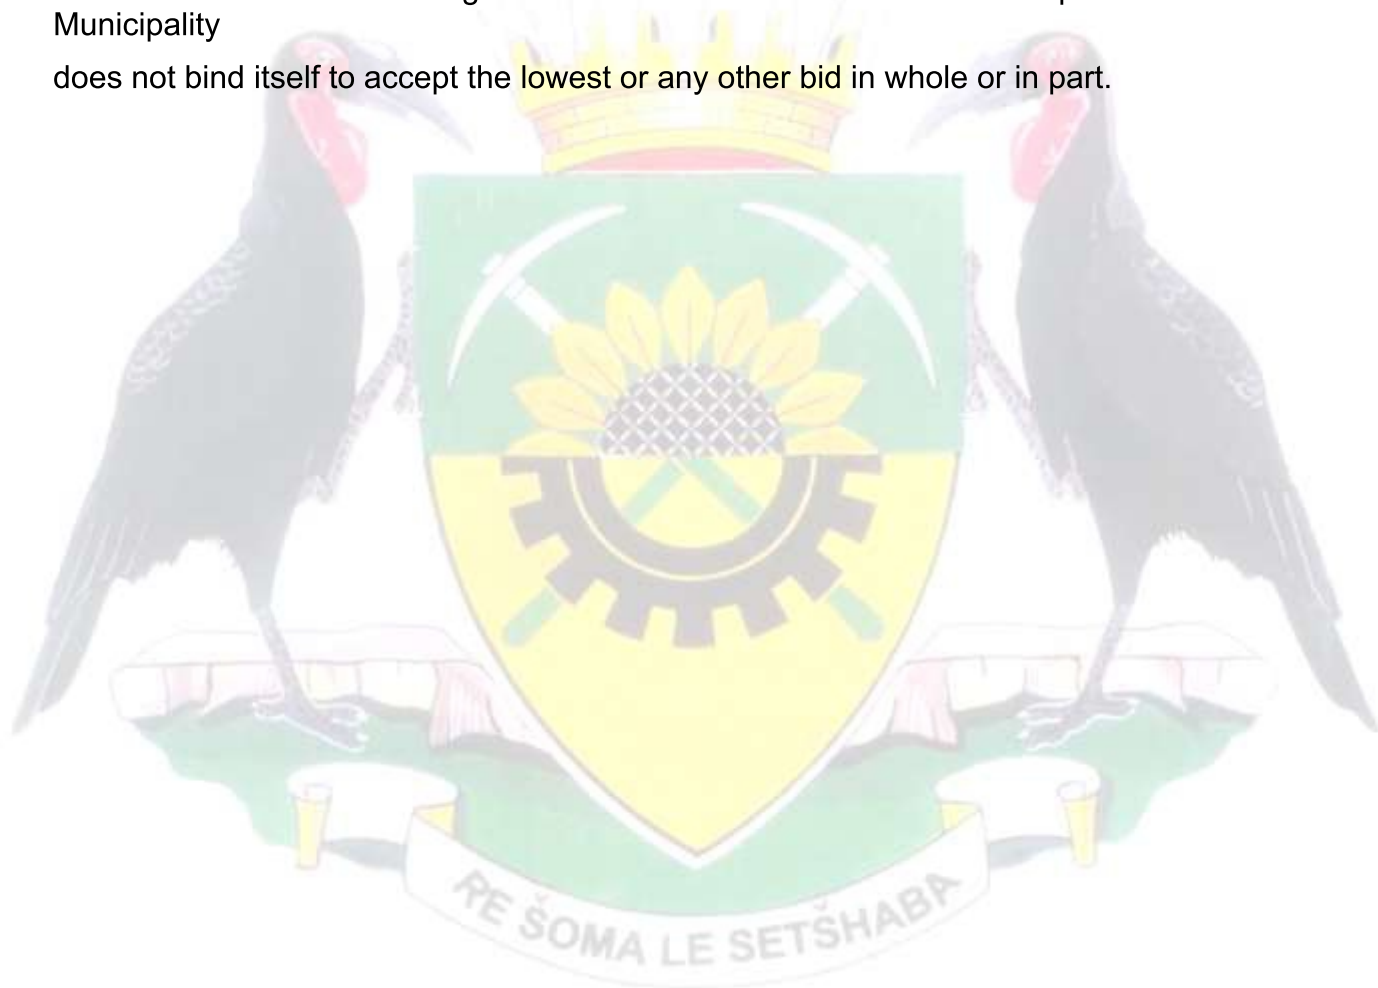 Municipality
does not bind itself to accept the lowest or any other bid in whole or in part.
RE ŠOMA LE SETŠHABA